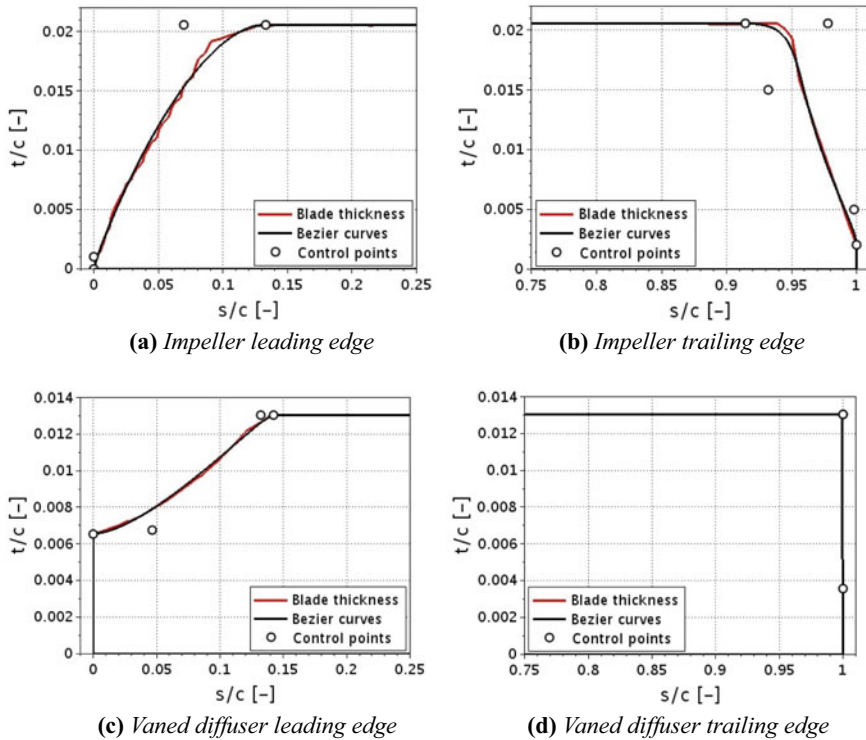 t/c [–]
0.02
0.015
0.01
0.005
0
Blade thickness
Bezier curves
Control points
0 0.05 0.1 0.15 0.2 0.25
s/c [–]
(a) Impeller leading edge
t/c [–]
0.02
0.015
0.01
0.005
0
Blade thickness
Bezier curves
Control points
0.75 0.8 0.85 0.9 0.95 1
s/c [–]
(b) Impeller trailing edge
t/c [–]
0.014
0.012
0.01
0.008
0.006
0.004
0.002
0
Blade thickness
Bezier curves
Control points
0 0.05 0.1 0.15 0.2 0.25
s/c [–]
(c) Vaned diffuser leading edge
t/c [–]
0.014
0.012
0.01
0.008
0.006
0.004
0.002
0
Blade thickness
Bezier curves
Control points
0.75 0.8 0.85 0.9 0.95 1
s/c [–]
(d) Vaned diffuser trailing edge